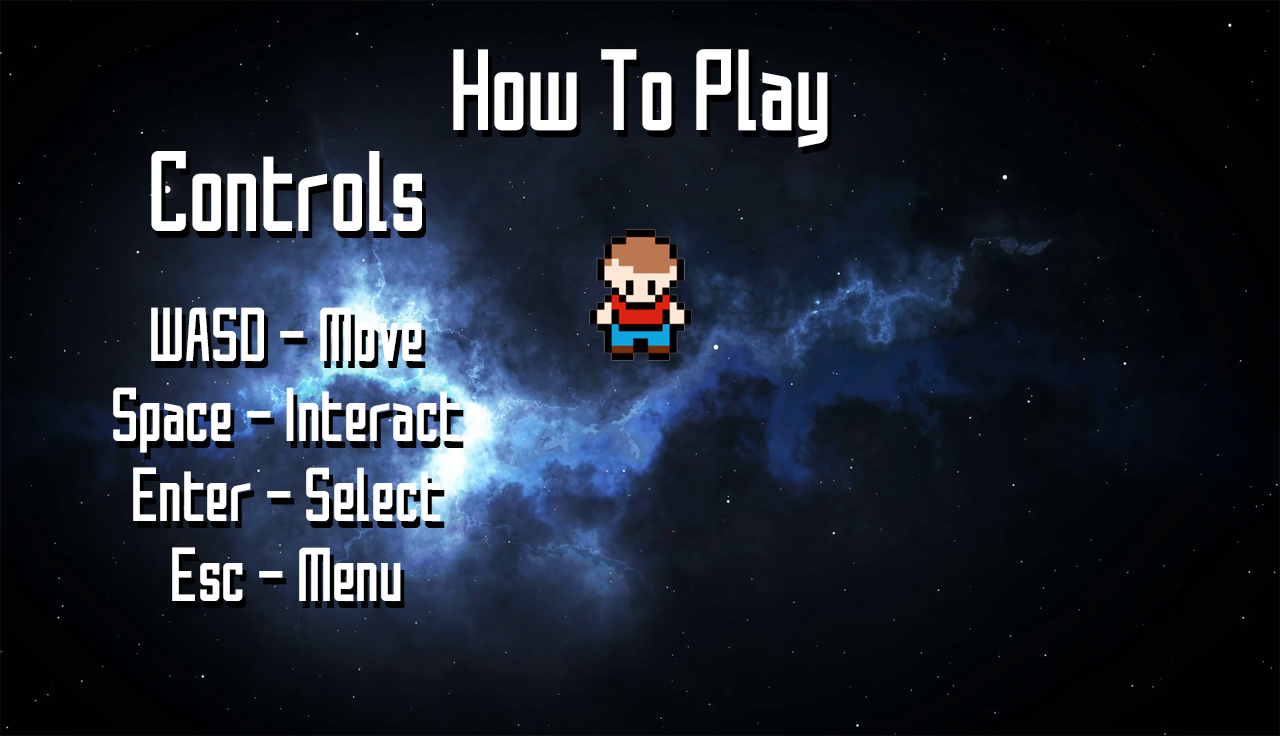 How To Play
Controls
WASD - Move
Space - Interact
Enter - Select
Esc - Menu